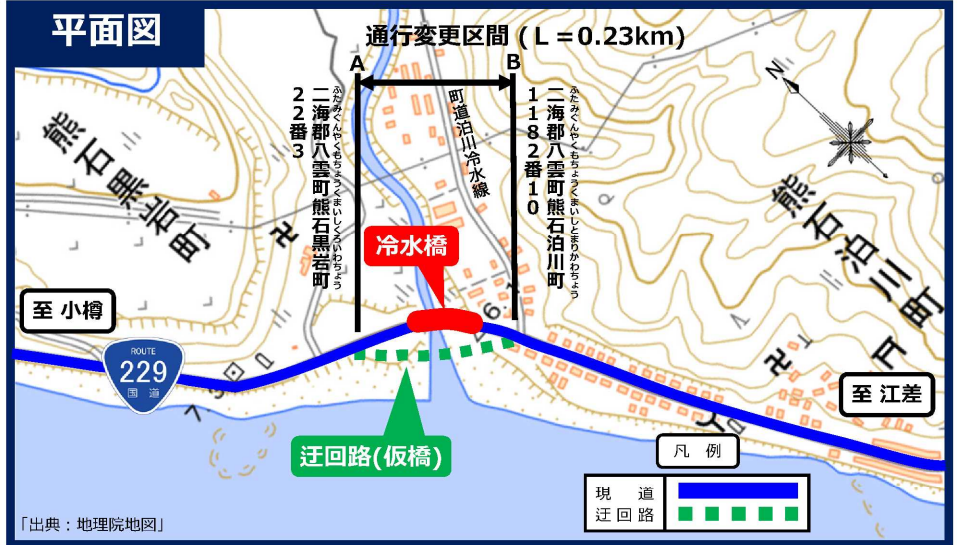 平面図
通行変更区間(L=0.23km)
A
B
ふたみぐんやくもちょうくまいしくろいわちょう
二海郡八雲町熊石黒岩町
22番3
町道泊川冷水線
ふたみぐんやくもちょうくまいしとまりかわちょう
二海郡八雲町熊石泊川町
1182番10
N
熊石黒岩町
熊石泊川町
冷水橋
至 小樽
ROUTE
229
国道
7.5
6.1
迂回路(仮橋)
至 江差
凡 例
現 道
迂回路
「出典:地理院地図」